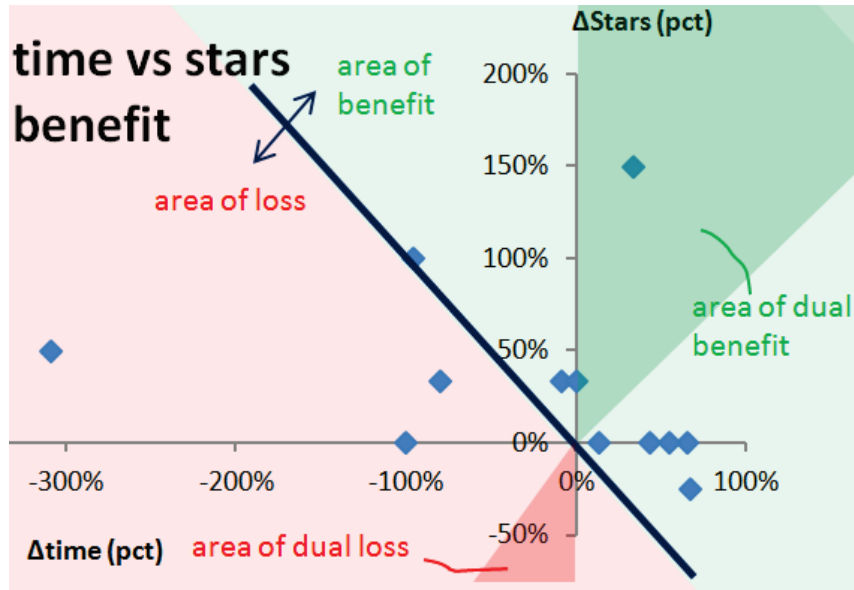 time vs stars
benefit
ΔStars (pct)
area of
benefit
area of loss
200%
150%
100%
50%
0%
-50%
area of dual
benefit
-300%
-200%
-100%
0%
100%
Δtime (pct)
area of dual loss